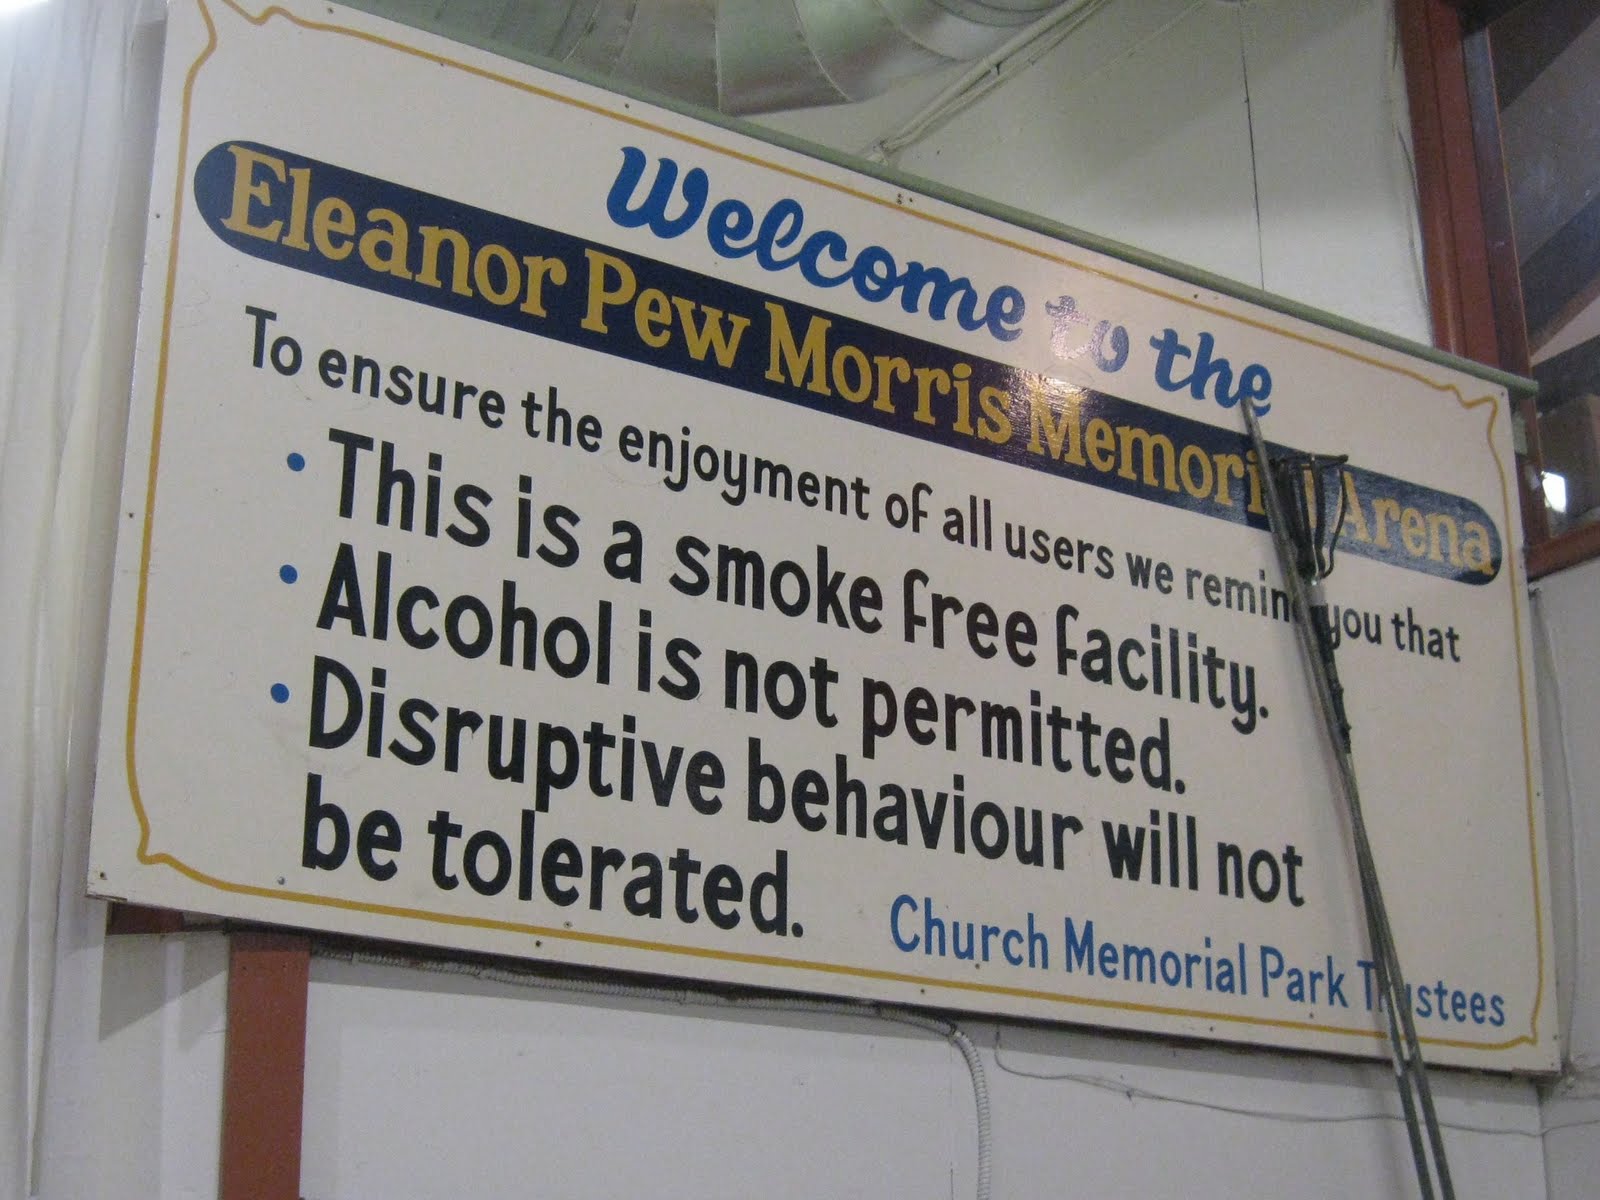 Welcome to the
Eleanor Pew Morris Memorial Arena
To ensure the enjoyment of all users we remind you that
• This is a smoke free facility.
• Alcohol is not permitted.
• Disruptive behaviour will not
be tolerated.
Church Memorial Park Trustees